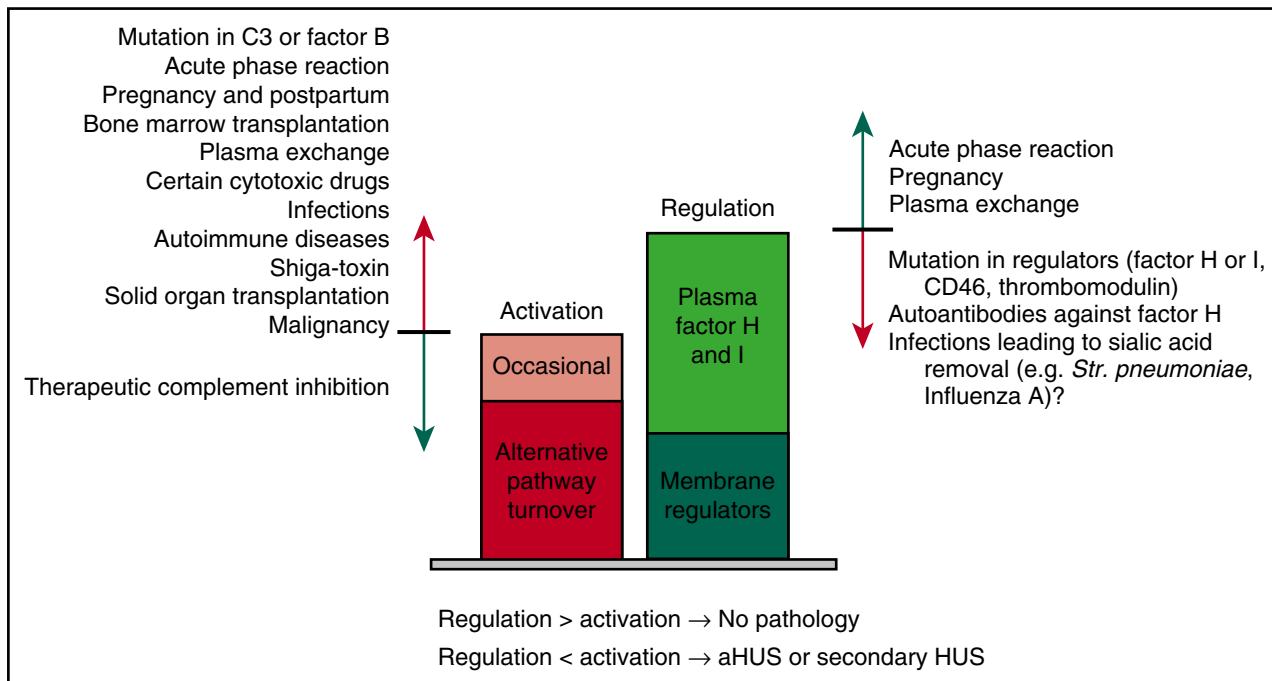 Mutation in C3 or factor B
Acute phase reaction
Pregnancy and postpartum
Bone marrow transplantation
Plasma exchange
Certain cytotoxic drugs
Infections
Autoimmune diseases
Shiga-toxin
Solid organ transplantation
Malignancy
Therapeutic complement inhibition
Activation
Occasional
Alternative
pathway
turnover
Regulation
Plasma
factor H
and I
Membrane
regulators
Acute phase reaction
Pregnancy
Plasma exchange
Mutation in regulators (factor H or I,
CD46, thrombomodulin)
Autoantibodies against factor H
Infections leading to sialic acid
removal (e.g. Str. pneumoniae,
Influenza A)?
Regulation > activation → No pathology
Regulation < activation → aHUS or secondary HUS